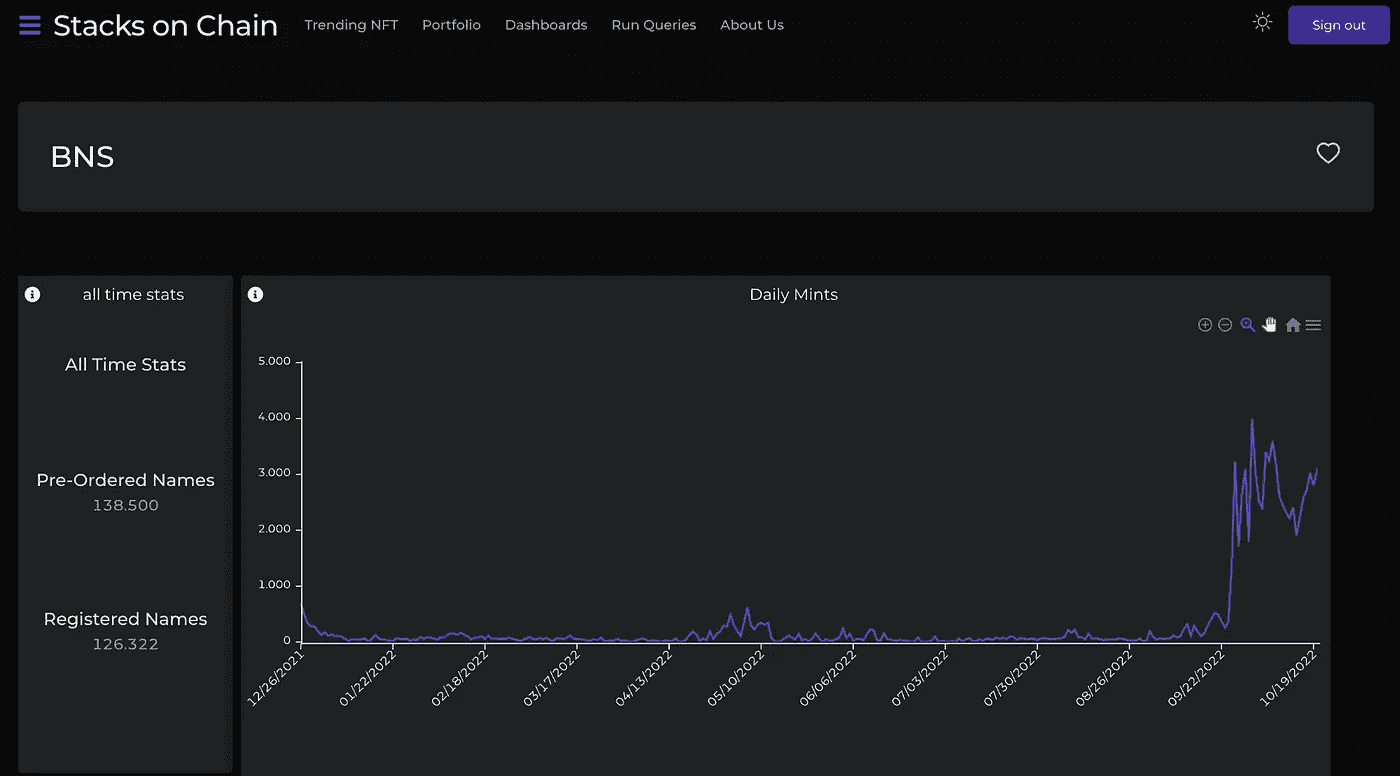 Stacks on Chain
Trending NFT
Portfolio
Dashboards
Run Queries
About Us
Sign out
BNS
all time stats
All Time Stats
Pre-Ordered Names
138.500
Registered Names
126.322
Daily Mints
5.000
4.000
3.000
2.000
1.000
0
12/26/2021
01/22/2022
02/18/2022
03/17/2022
04/13/2022
05/10/2022
06/06/2022
07/03/2022
07/30/2022
08/26/2022
09/22/2022
10/19/2022